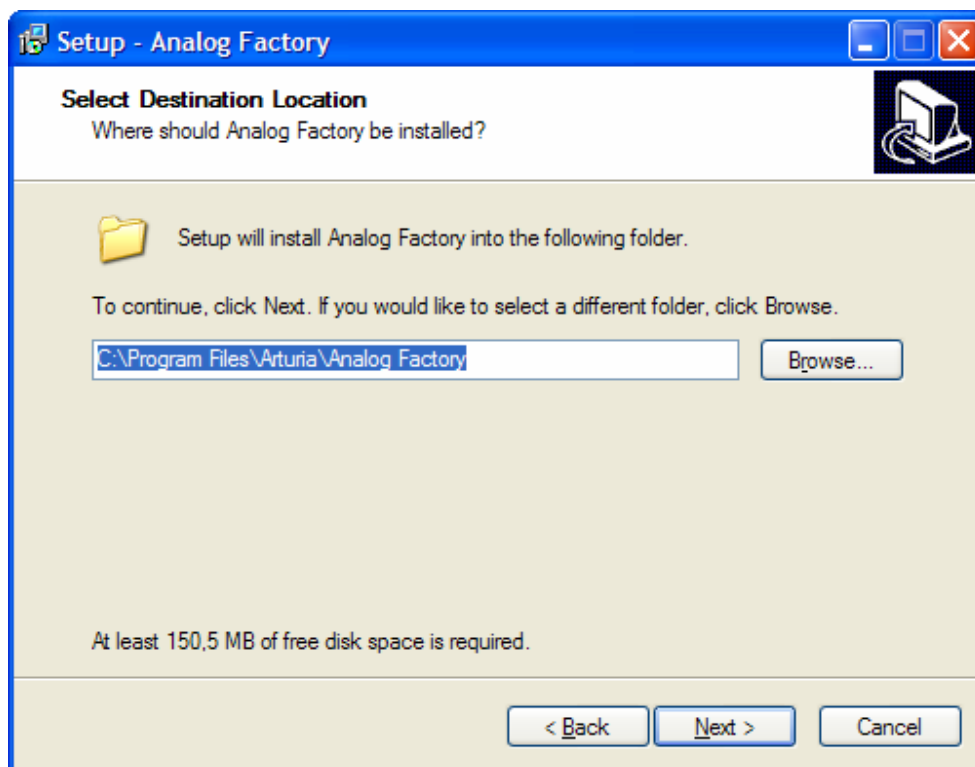 Setup - Analog Factory
Select Destination Location
Where should Analog Factory be installed?
Setup will install Analog Factory into the following folder.
To continue, click Next. If you would like to select a different folder, click Browse.
C:\Program Files\Arturia\Analog Factory
Browse...
At least 150,5 MB of free disk space is required.
< Back
Next >
Cancel